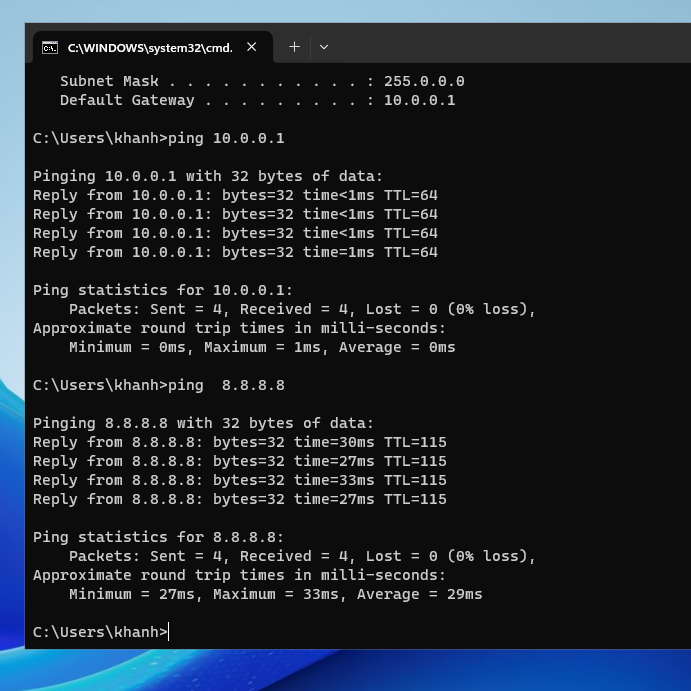 C:\WINDOWS\system32\cmd.
Subnet Mask . . . . . . . . . . . : 255.0.0.0
Default Gateway . . . . . . . . . : 10.0.0.1
C:\Users\khanh>ping 10.0.0.1
Pinging 10.0.0.1 with 32 bytes of data:
Reply from 10.0.0.1: bytes=32 time<1ms TTL=64
Reply from 10.0.0.1: bytes=32 time<1ms TTL=64
Reply from 10.0.0.1: bytes=32 time<1ms TTL=64
Reply from 10.0.0.1: bytes=32 time=1ms TTL=64
Ping statistics for 10.0.0.1:
Packets: Sent = 4, Received = 4, Lost = 0 (0% loss),
Approximate round trip times in milli-seconds:
Minimum = 0ms, Maximum = 1ms, Average = 0ms
C:\Users\khanh>ping  8.8.8.8
Pinging 8.8.8.8 with 32 bytes of data:
Reply from 8.8.8.8: bytes=32 time=30ms TTL=115
Reply from 8.8.8.8: bytes=32 time=27ms TTL=115
Reply from 8.8.8.8: bytes=32 time=33ms TTL=115
Reply from 8.8.8.8: bytes=32 time=27ms TTL=115
Ping statistics for 8.8.8.8:
Packets: Sent = 4, Received = 4, Lost = 0 (0% loss),
Approximate round trip times in milli-seconds:
Minimum = 27ms, Maximum = 33ms, Average = 29ms
C:\Users\khanh>